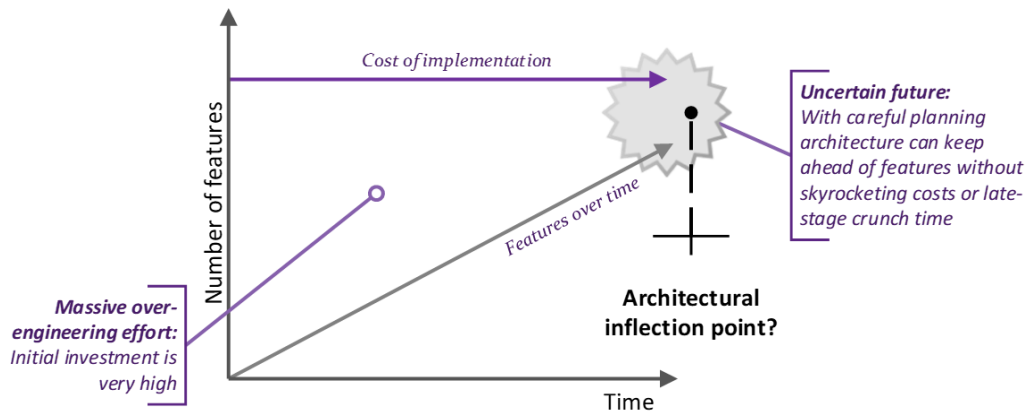 Cost of implementation
Number of features
Features over time
Uncertain future:
With careful planning
architecture can keep
ahead of features without
skyrocketing costs or late-
stage crunch time
Massive over-
engineering effort:
Initial investment is
very high
Architectural
inflection point?
Time